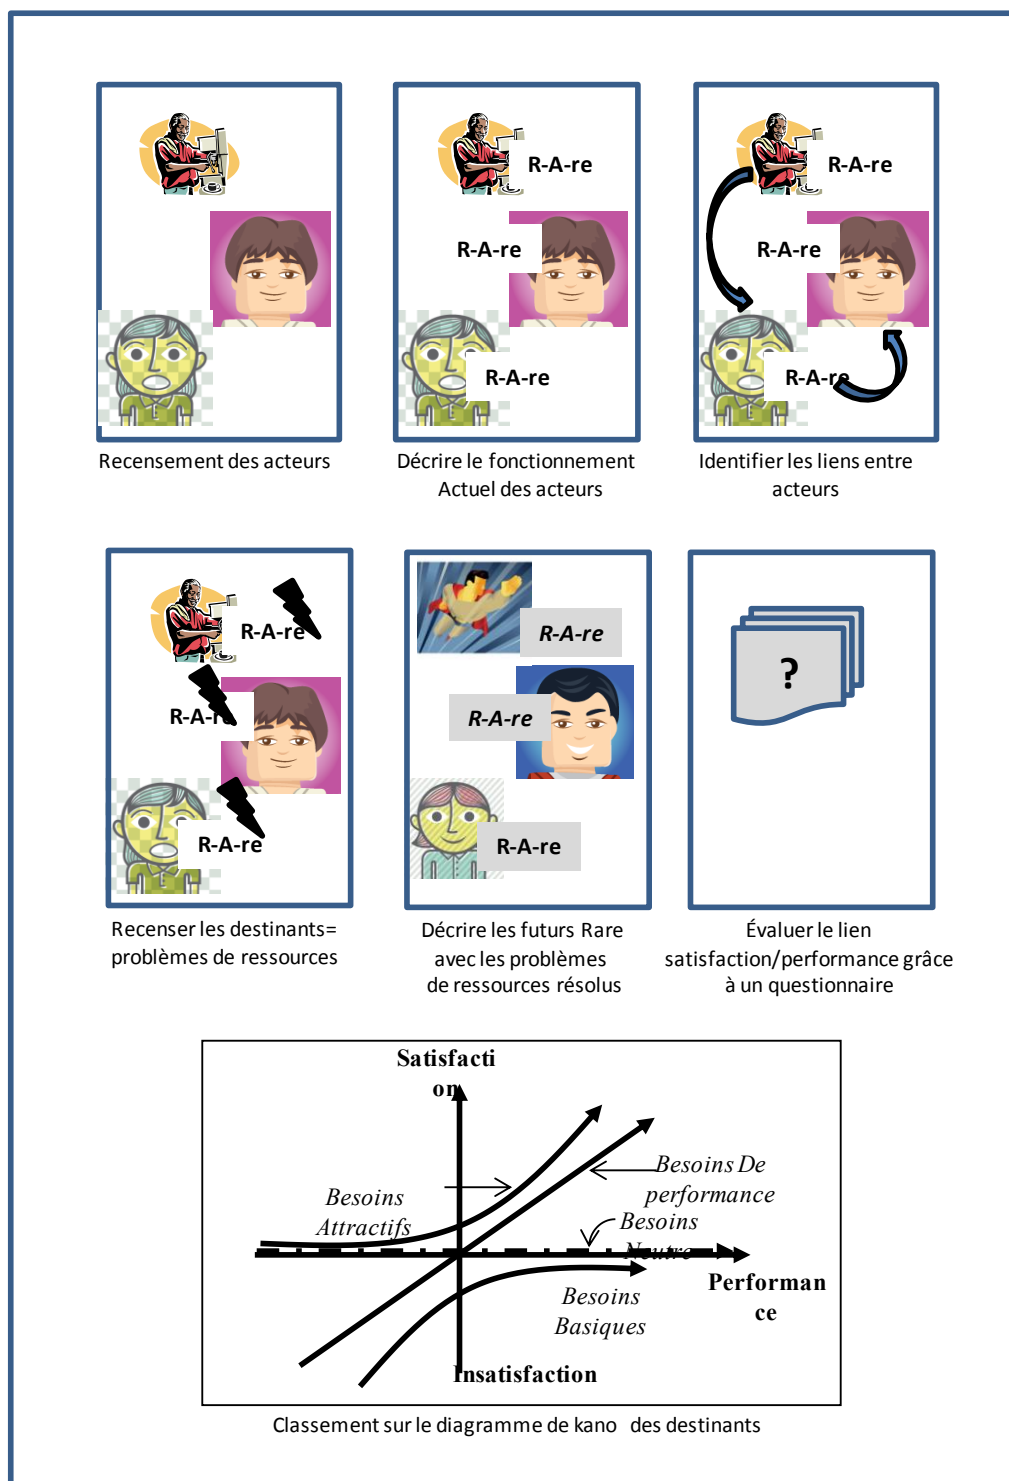 R-A-re
R-A-re
R-A-re
R-A-re
R-A-re
R-A-re
Recensement des acteurs
Décrire le fonctionnement
Actuel des acteurs
Identifier les liens entre
acteurs
R-A-re
R-A-re
R-A-re
R-A-re
R-A-re
R-A-re
?
Recenser les destinants=
problèmes de ressources
Décrire les futurs Rare
avec les problèmes
de ressources résolus
Évaluer le lien
satisfaction/performance grâce
à un questionnaire
Satisfacti
on
Besoins De
performance
Besoins
Attractifs
Besoins
Neutre
Performan
ce
Besoins
Basiques
Insatisfaction
Classement sur le diagramme de kano des destinants